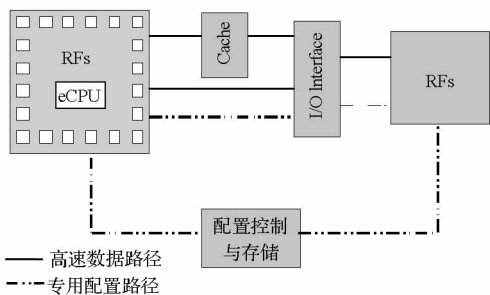 RFs
eCPU
Cache
I/O Interface
RFs
配置控制
与存储
高速数据路径
专用配置路径